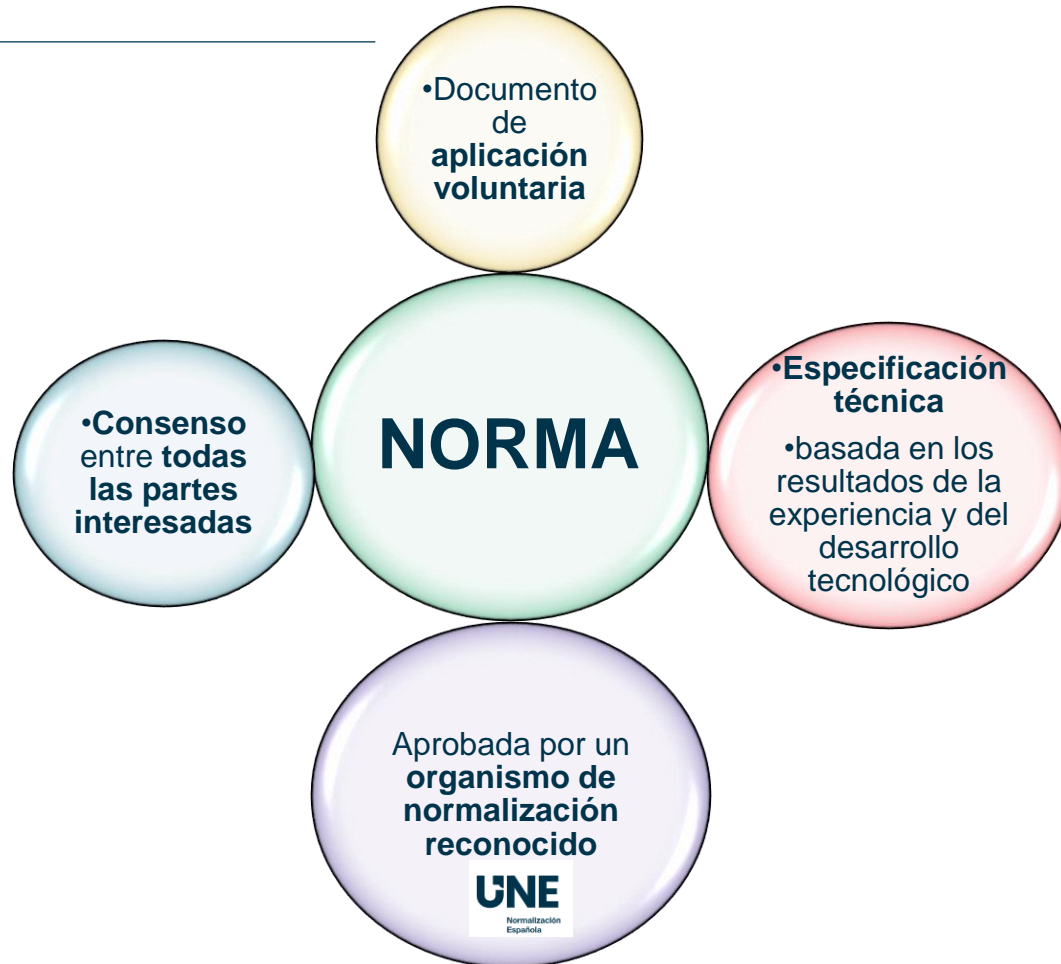 •Documento
de
aplicación
voluntaria
NORMA
•Consenso
entre todas
las partes
interesadas
•Especificación
técnica
•basada en los
resultados de la
experiencia y del
desarrollo
tecnológico
Aprobada por un
organismo de
normalización
reconocido
UNE
Normalización
Española